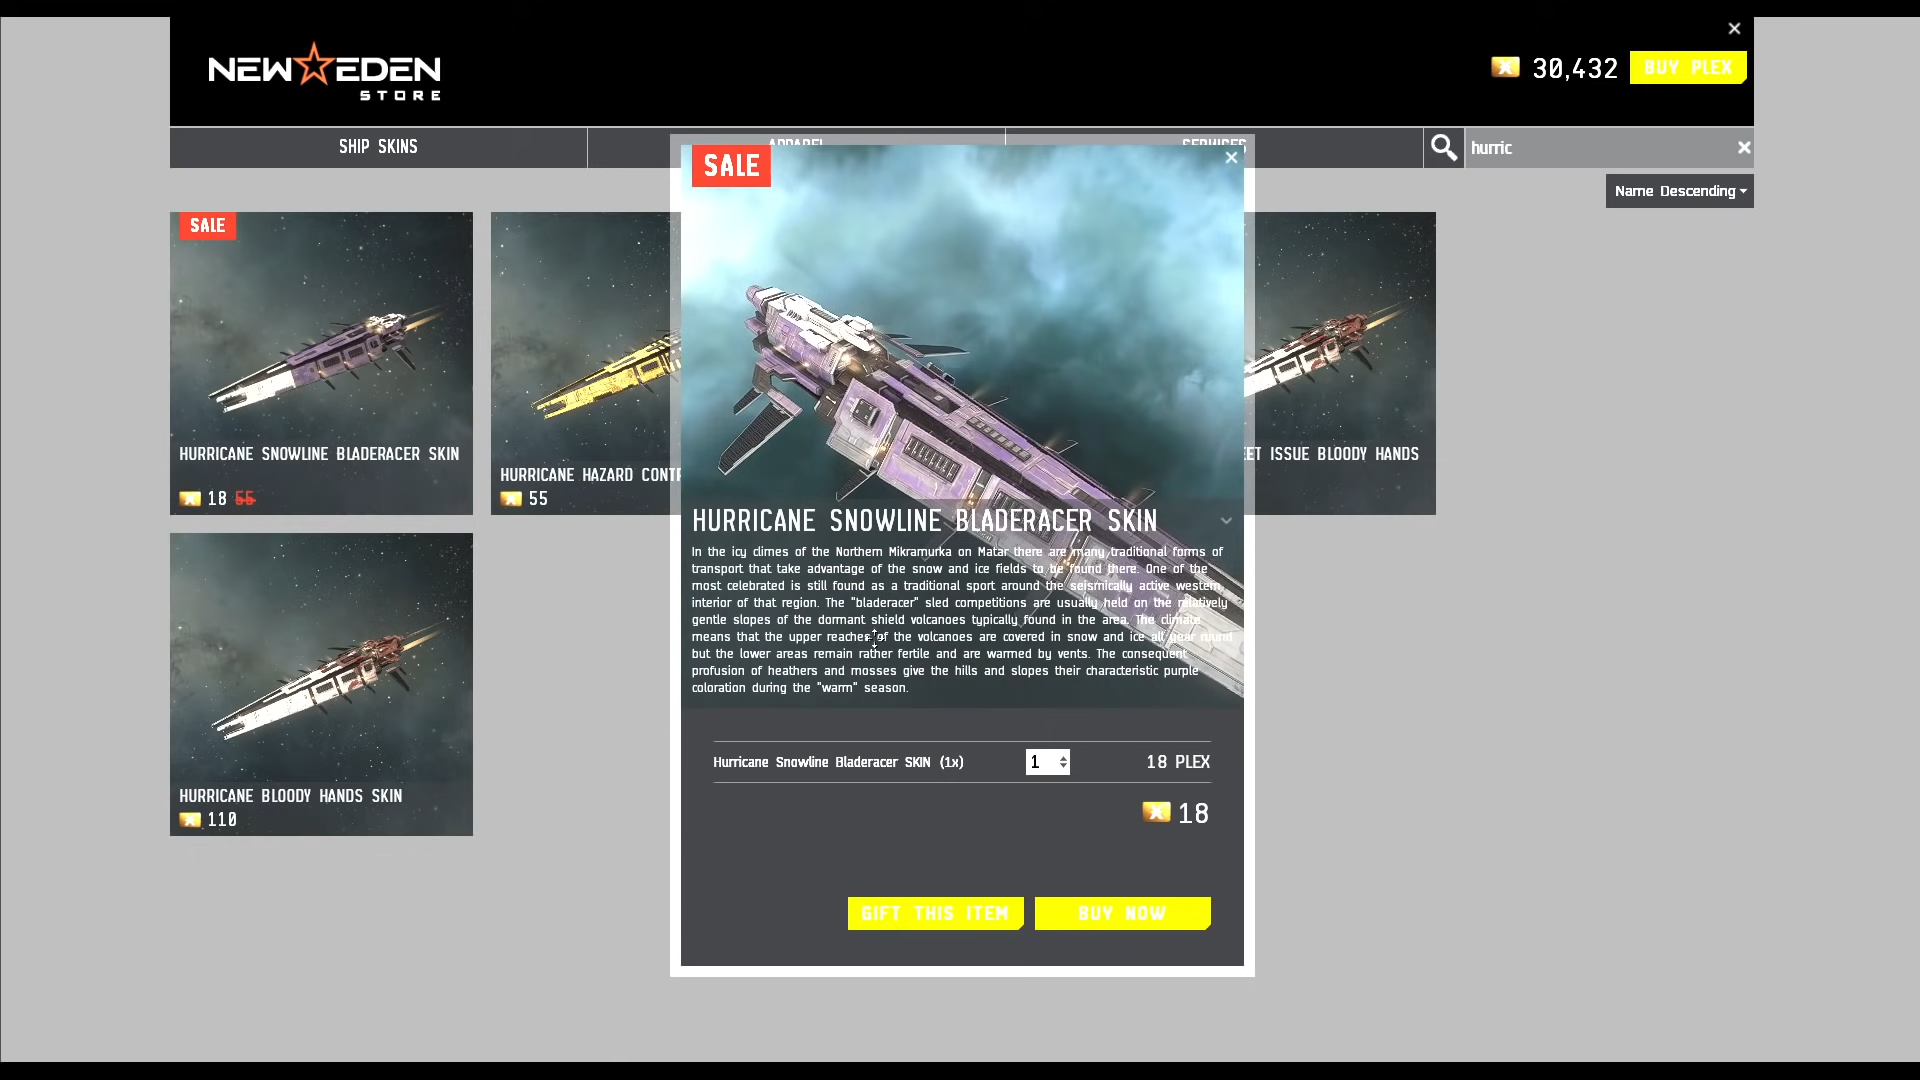 NEW EDEN
STORE
30,432
BUY PLEX
SHIP SKINS
APPAREL
SERVICES
hurric
Name Descending
SALE
HURRICANE SNOWLINE BLADERACER SKIN
18 55
HURRICANE HAZARD CONTR
55
ET ISSUE BLOODY HANDS
HURRICANE BLOODY HANDS SKIN
110
SALE
HURRICANE SNOWLINE BLADERACER SKIN
In the icy climes of the Northern Mikramurka on Matar there are many traditional forms of
transport that take advantage of the snow and ice fields to be found there. One of the
most celebrated is still found as a traditional sport around the seismically active western
interior of that region. The "bladeracer" sled competitions are usually held on the relatively
gentle slopes of the dormant shield volcanoes typically found in the area. The climate
means that the upper reaches of the volcanoes are covered in snow and ice all year round
but the lower areas remain rather fertile and are warmed by vents. The consequent
profusion of heathers and mosses give the hills and slopes their characteristic purple
coloration during the "warm" season.
Hurricane Snowline Bladeracer SKIN (1x) 1 18 PLEX
18
GIFT THIS ITEM BUY NOW